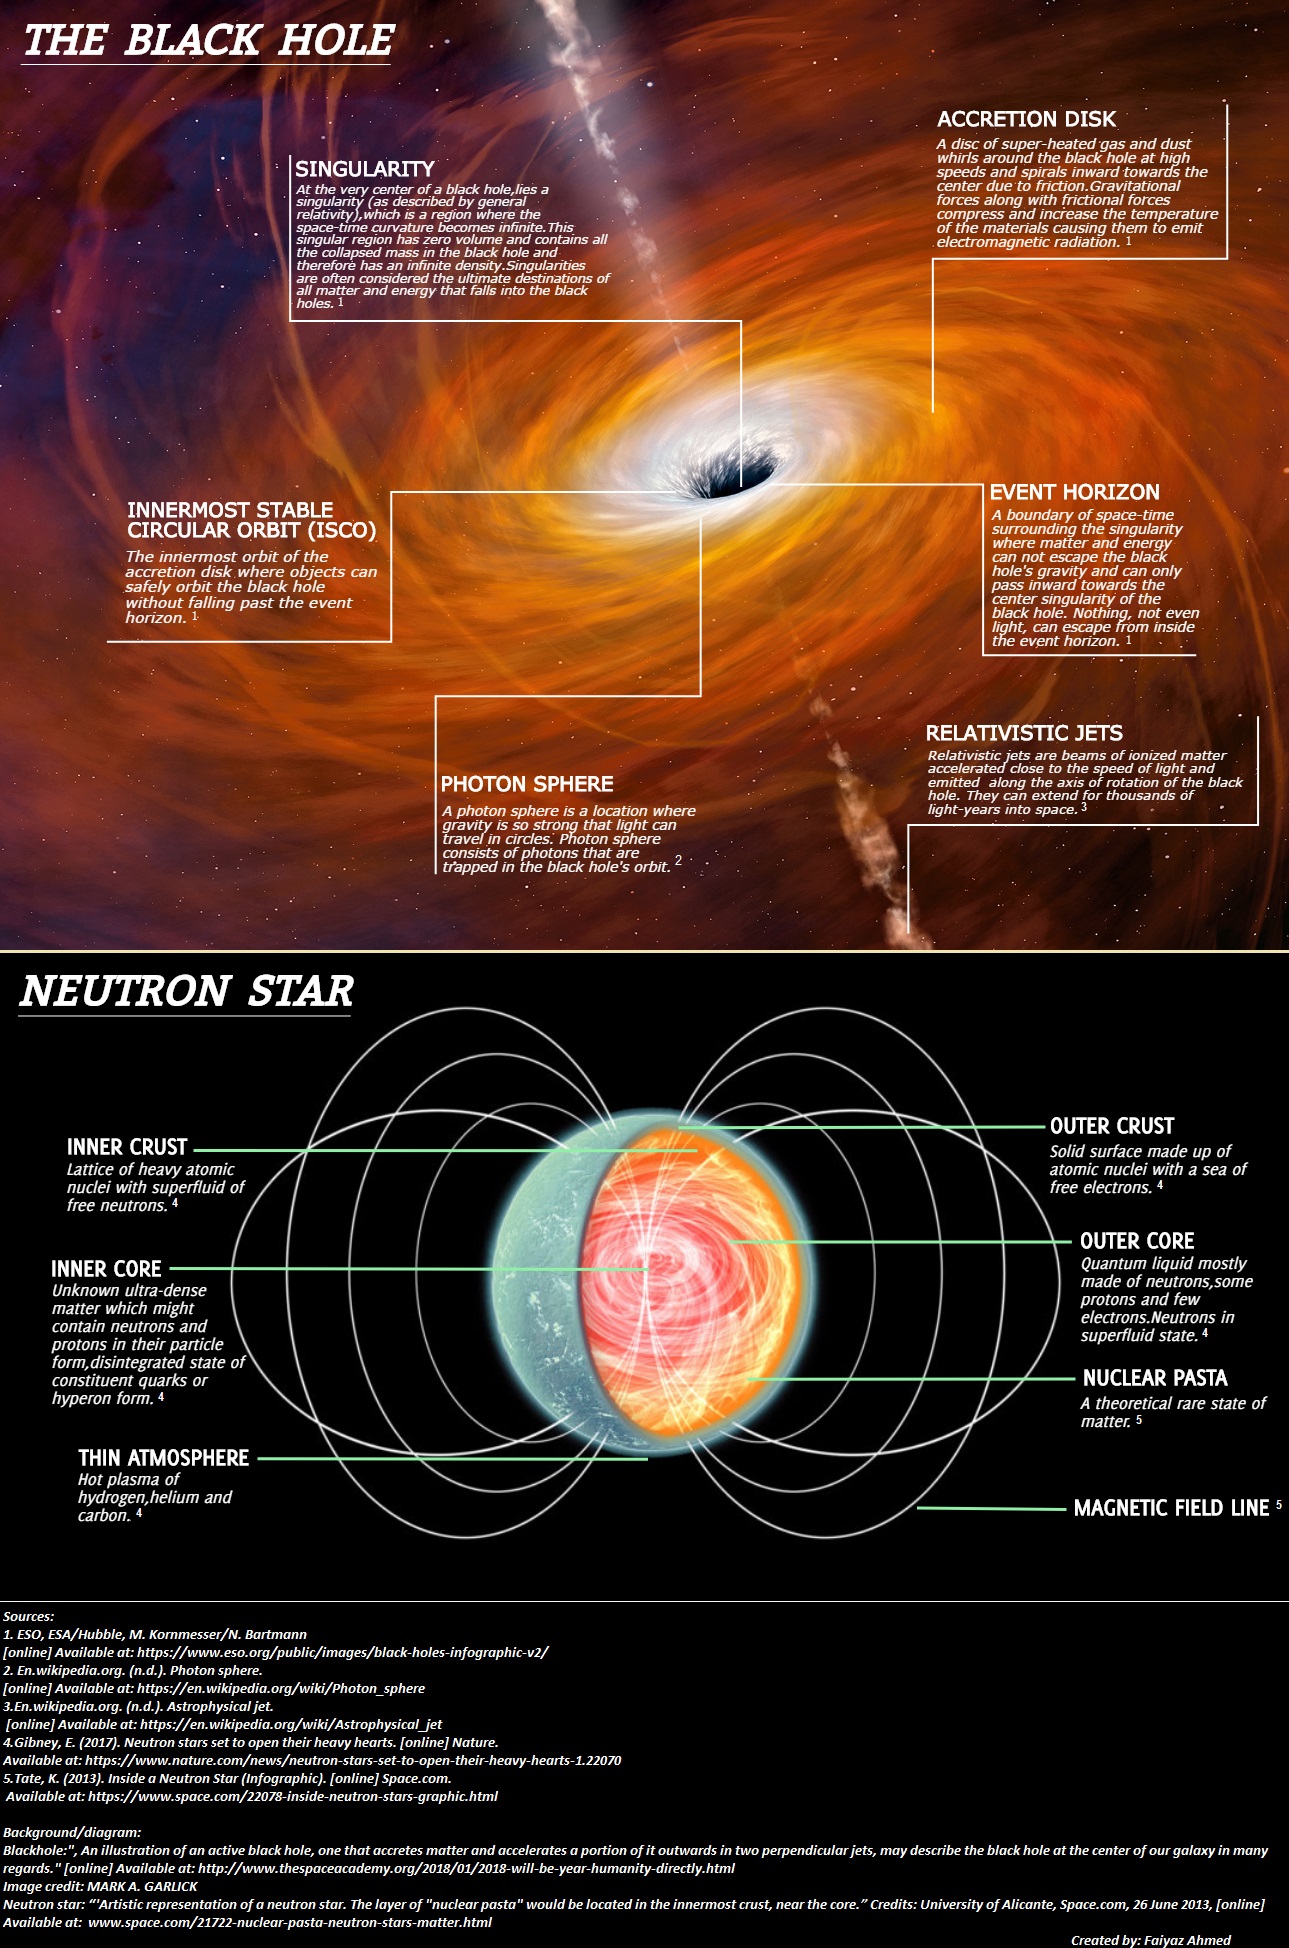 THE BLACK HOLE
SINGULARITY
At the very center of a black hole,lies a
singularity (as described by general
relativity),which is a region where the
space-time curvature becomes infinite.This
singular region has zero volume and contains all
the collapsed mass in the black hole and
therefore has an infinite density.Singularities
are often considered the ultimate destinations of
all matter and energy that falls into the black
holes. 1
ACCRETION DISK
A disc of super-heated gas and dust
whirls around the black hole at high
speeds and spirals inward towards the
center due to friction.Gravitational
forces along with frictional forces
compress and increase the temperature
of the materials causing them to emit
electromagnetic radiation. 1
INNERMOST STABLE
CIRCULAR ORBIT (ISCO)
The innermost orbit of the
accretion disk where objects can
safely orbit the black hole
without falling past the event
horizon. 1
EVENT HORIZON
A boundary of space-time
surrounding the singularity
where matter and energy
can not escape the black
hole's gravity and can only
pass inward towards the
center singularity of the
black hole. Nothing, not even
light, can escape from inside
the event horizon. 1
PHOTON SPHERE
A photon sphere is a location where
gravity is so strong that light can
travel in circles. Photon sphere
consists of photons that are
trapped in the black hole's orbit. 2
RELATIVISTIC JETS
Relativistic jets are beams of ionized matter
accelerated close to the speed of light and
emitted along the axis of rotation of the black
hole. They can extend for thousands of
light-years into space. 3
NEUTRON STAR
INNER CRUST
Lattice of heavy atomic
nuclei with superfluid of
free neutrons. 4
INNER CORE
Unknown ultra-dense
matter which might
contain neutrons and
protons in their particle
form,disintegrated state of
constituent quarks or
hyperon form. 4
THIN ATMOSPHERE
Hot plasma of
hydrogen,helium and
carbon. 4
OUTER CRUST
Solid surface made up of
atomic nuclei with a sea of
free electrons. 4
OUTER CORE
Quantum liquid mostly
made of neutrons,some
protons and few
electrons.Neutrons in
superfluid state. 4
NUCLEAR PASTA
A theoretical rare state of
matter. 5
MAGNETIC FIELD LINE 5
Sources:
1. ESO, ESA/Hubble, M. Kornmesser/N. Bartmann
[online] Available at: https://www.eso.org/public/images/black-holes-infographic-v2/
2. En.wikipedia.org. (n.d.). Photon sphere.
[online] Available at: https://en.wikipedia.org/wiki/Photon_sphere
3.En.wikipedia.org. (n.d.). Astrophysical jet.
[online] Available at: https://en.wikipedia.org/wiki/Astrophysical_jet
4.Gibney, E. (2017). Neutron stars set to open their heavy hearts. [online] Nature.
Available at: https://www.nature.com/news/neutron-stars-set-to-open-their-heavy-hearts-1.22070
5.Tate, K. (2013). Inside a Neutron Star (Infographic). [online] Space.com.
Available at: https://www.space.com/22078-inside-neutron-stars-graphic.html
Background/diagram:
Blackhole:", An illustration of an active black hole, one that accretes matter and accelerates a portion of it outwards in two perpendicular jets, may describe the black hole at the center of our galaxy in many
regards." [online] Available at: http://www.thespaceacademy.org/2018/01/2018-will-be-year-humanity-directly.html
Image credit: MARK A. GARLICK
Neutron star: “'Artistic representation of a neutron star. The layer of "nuclear pasta" would be located in the innermost crust, near the core.” Credits: University of Alicante, Space.com, 26 June 2013, [online]
Available at: www.space.com/21722-nuclear-pasta-neutron-stars-matter.html
Created by: Faiyaz Ahmed